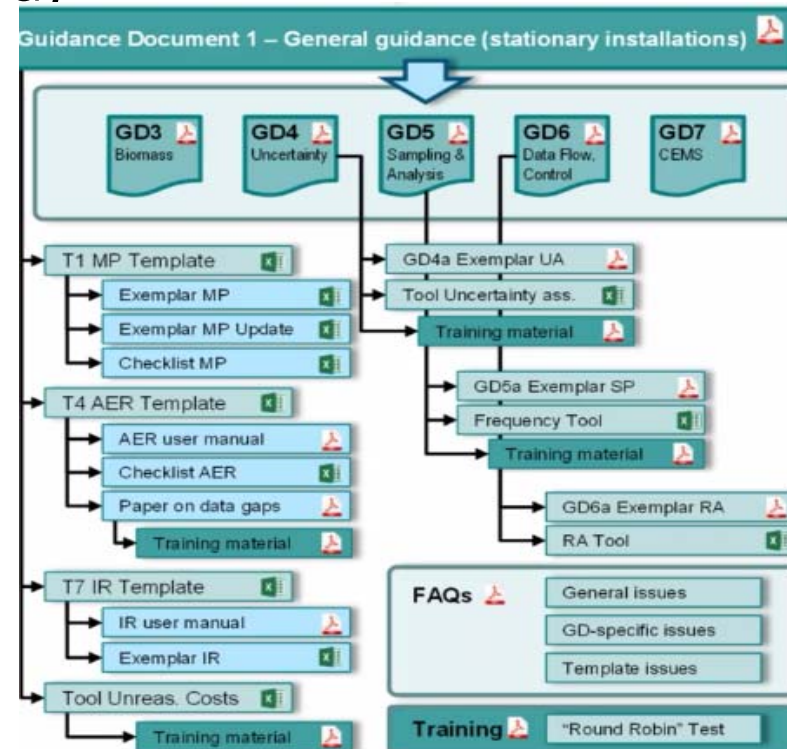 Guidance Document 1 – General guidance (stationary installations)
GD3
Biomass
GD4
Uncertainty
GD5
Sampling &
Analysis
GD6
Data Flow,
Control
GD7
CEMS
T1 MP Template
Exemplar MP
Exemplar MP Update
Checklist MP
T4 AER Template
AER user manual
Checklist AER
Paper on data gaps
Training material
T7 IR Template
IR user manual
Exemplar IR
Tool Unreas. Costs
Training material
GD4a Exemplar UA
Tool Uncertainty ass.
Training material
GD5a Exemplar SP
Frequency Tool
Training material
GD6a Exemplar RA
RA Tool
FAQs
General issues
GD-specific issues
Template issues
Training
"Round Robin" Test